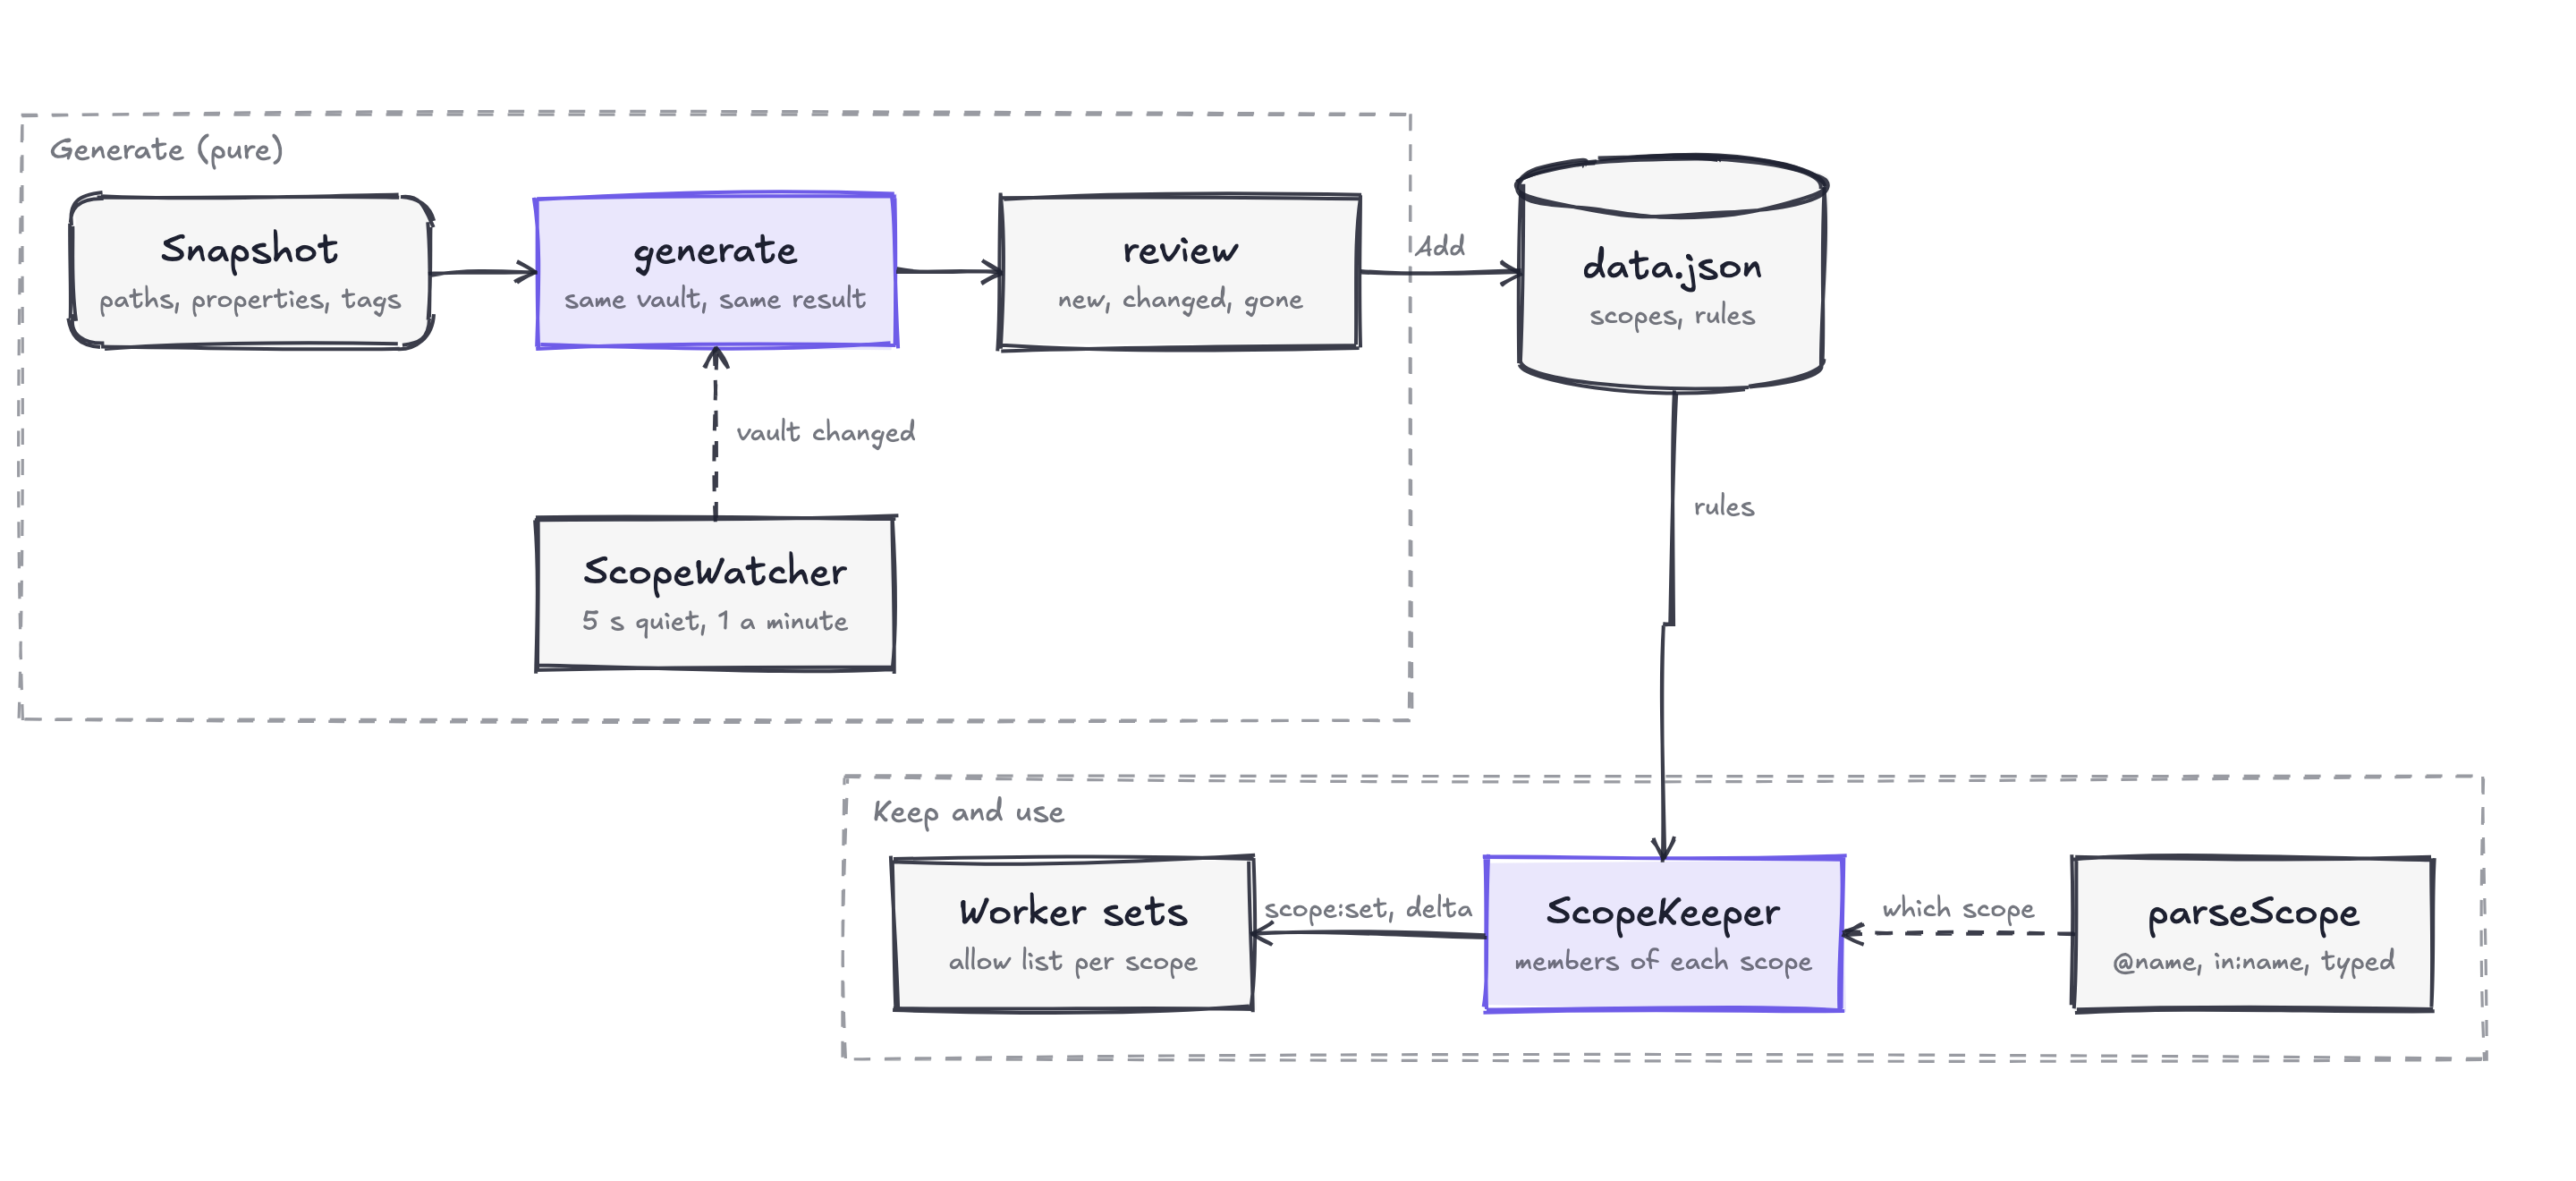 Generate (pure)
Snapshot
paths, properties, tags
generate
same vault, same result
review
new, changed, gone
Add
data.json
scopes, rules
vault changed
ScopeWatcher
5 s quiet, 1 a minute
rules
Keep and use
Worker sets
allow list per scope
scope:set, delta
ScopeKeeper
members of each scope
which scope
parseScope
@name, in:name, typed